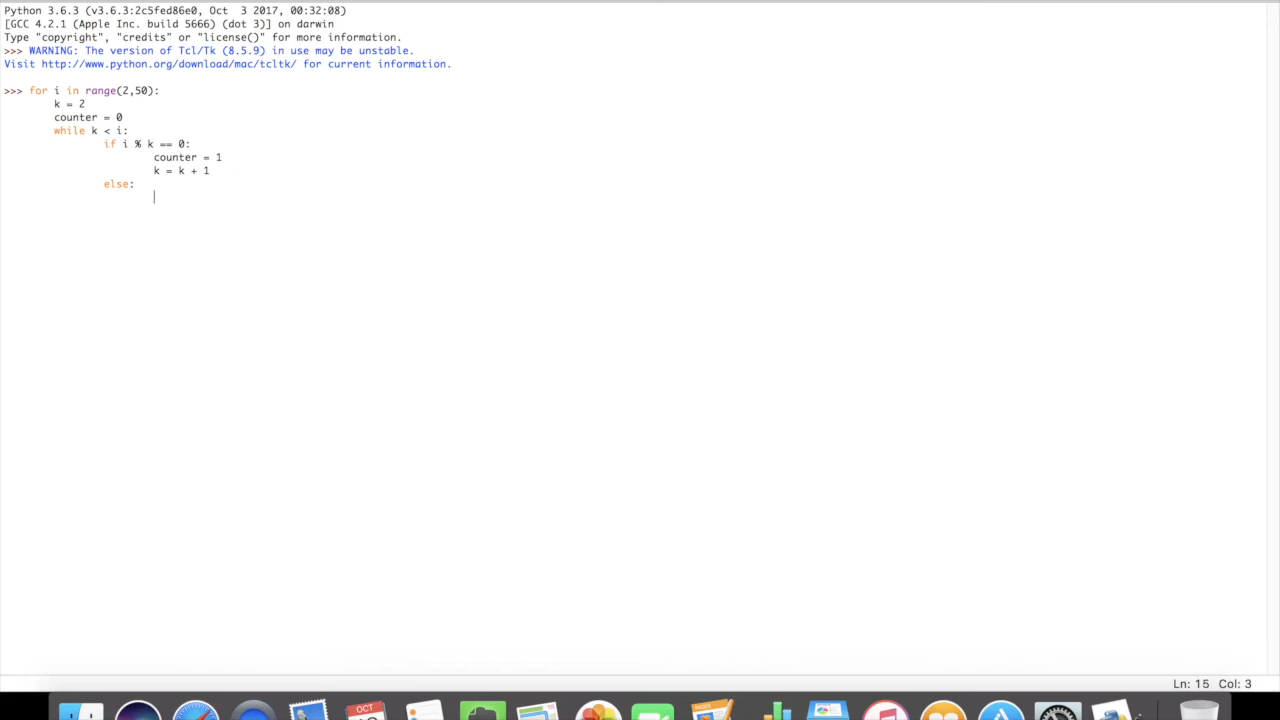 Python 3.6.3 (v3.6.3:2c5fed86e0, Oct  3 2017, 00:32:08)
[GCC 4.2.1 (Apple Inc. build 5666) (dot 3)] on darwin
Type "copyright", "credits" or "license()" for more information.
>>> WARNING: The version of Tcl/Tk (8.5.9) in use may be unstable.
Visit http://www.python.org/download/mac/tcltk/ for current information.
>>> for i in range(2,50):
k = 2
counter = 0
while k < i:
if i % k == 0:
counter = 1
k = k + 1
else:
Ln: 15 Col: 3
OCT
PAGES